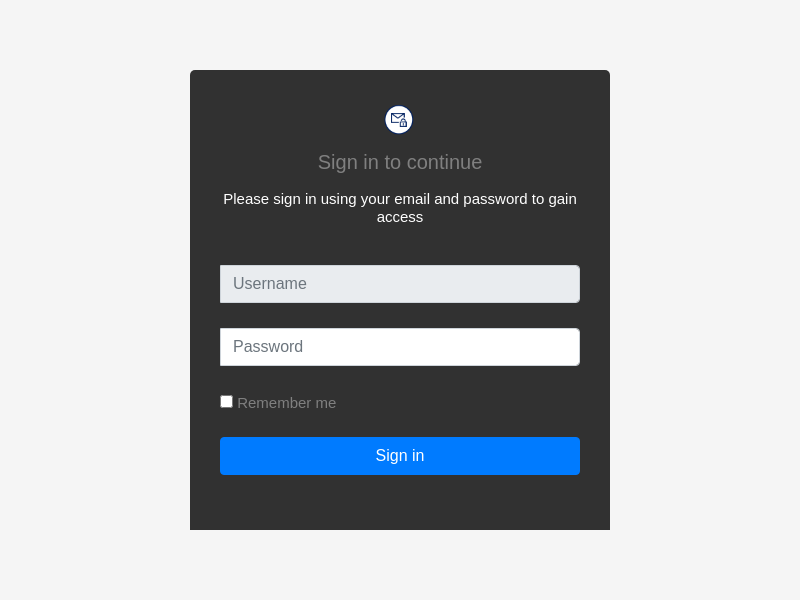 Sign in to continue
Please sign in using your email and password to gain
access
Username
Password
Remember me
Sign in